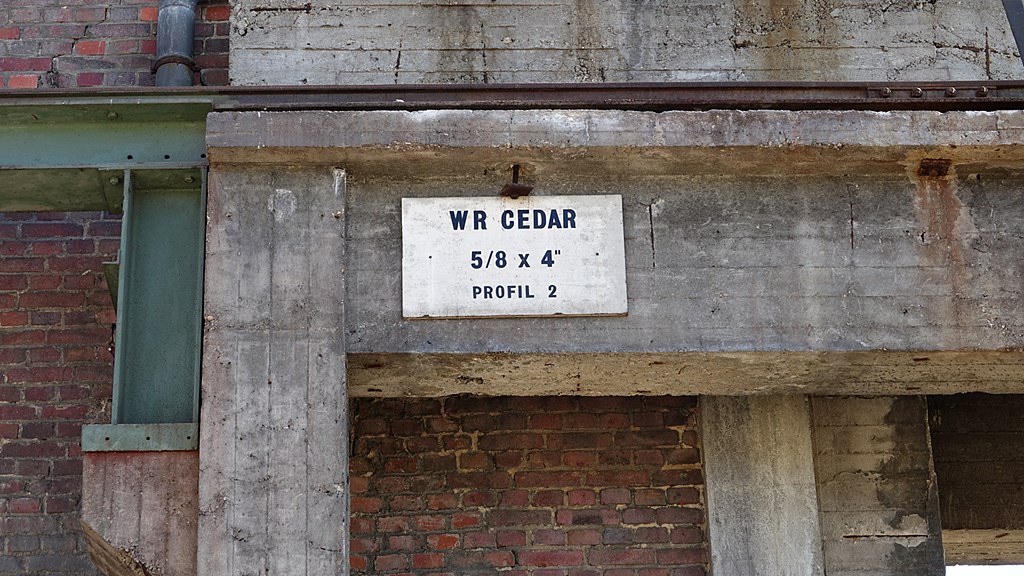 WR CEDAR
5/8 x 4"
PROFIL 2